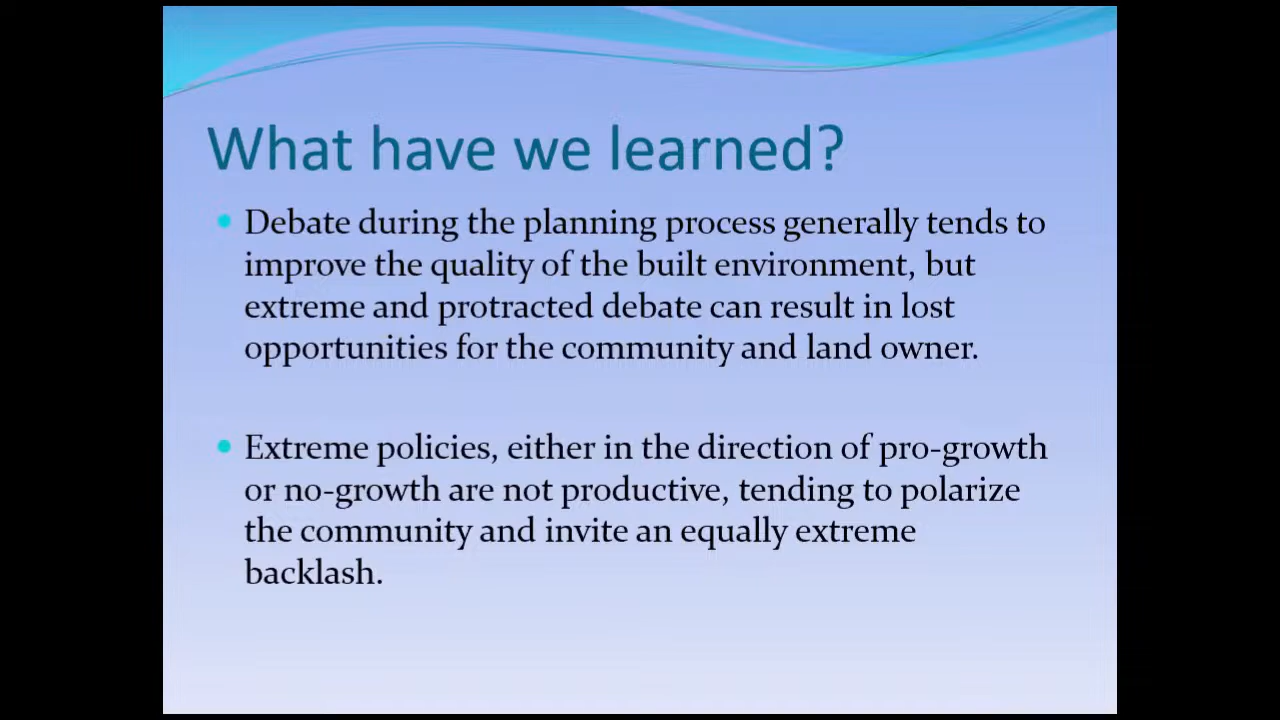 What have we learned?
Debate during the planning process generally tends to
improve the quality of the built environment, but
extreme and protracted debate can result in lost
opportunities for the community and land owner.
Extreme policies, either in the direction of pro-growth
or no-growth are not productive, tending to polarize
the community and invite an equally extreme
backlash.